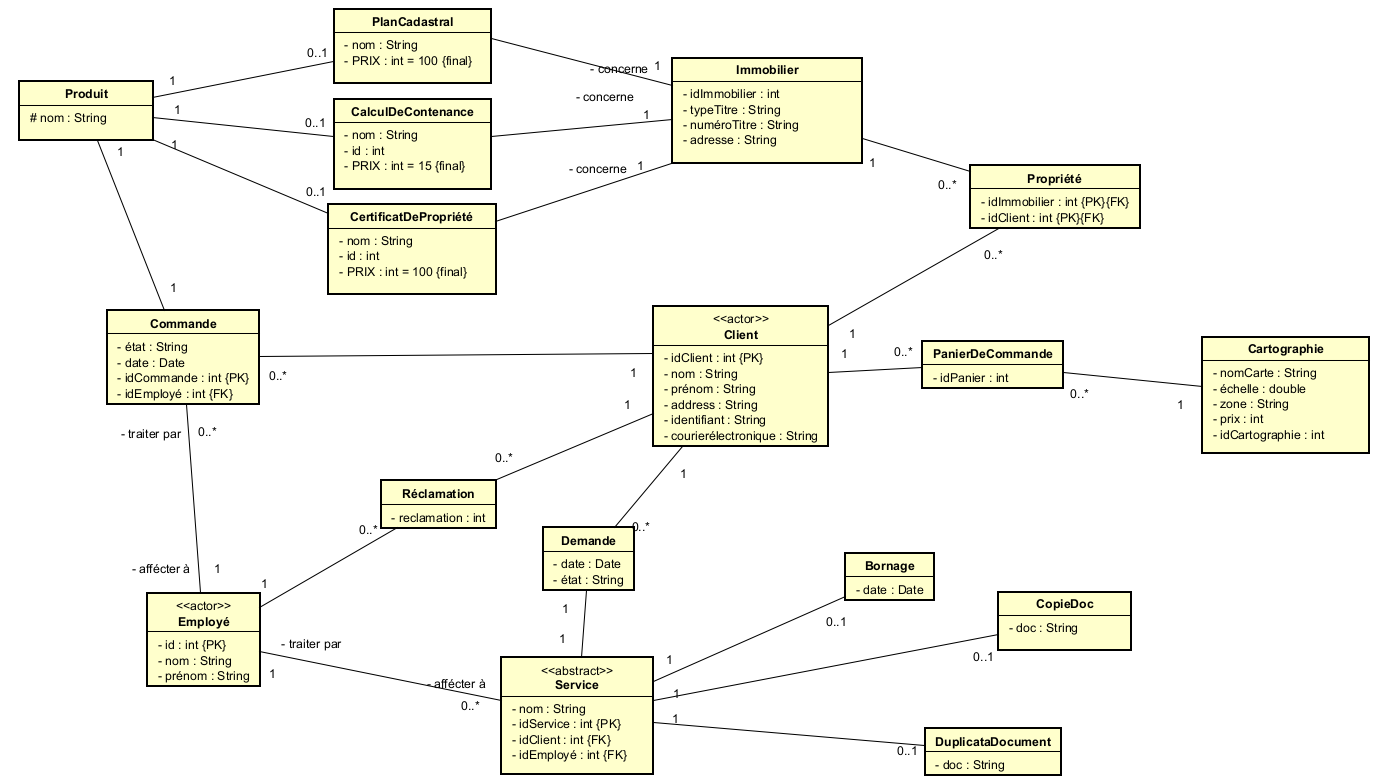 PlanCadastral
- nom : String
- PRIX : int = 100 {final}
0..1
1
- concerne
1
Immobilier
- idImmobilier : int
- typeTitre : String
- numéroTitre : String
- adresse : String
Produit
# nom : String
1
0..1
CalculDeContenance
- nom : String
- id : int
- PRIX : int = 15 {final}
- concerne
1
1
0..1
CertificatDePropriété
- nom : String
- id : int
- PRIX : int = 100 {final}
- concerne
1
1
0..*
Propriété
- idImmobilier : int {PK}{FK}
- idClient : int {PK}{FK}
0..*
1
1
1
Commande
- état : String
- date : Date
- idCommande : int {PK}
- idEmployé : int {FK}
0..*
1
<<actor>>
Client
- idClient : int {PK}
- nom : String
- prénom : String
- address : String
- identifiant : String
- courierélectronique : String
1
0..*
PanierDeCommande
- idPanier : int
0..*
1
Cartographie
- nomCarte : String
- échelle : double
- zone : String
- prix : int
- idCartographie : int
- traiter par
0..*
1
0..*
Réclamation
- reclamation : int
0..*
1
1
0..*
Demande
- date : Date
- état : String
1
1
- affécter à
1
<<actor>>
Employé
- id : int {PK}
- nom : String
- prénom : String
- traiter par
1
- affécter à
0..*
<<abstract>>
Service
- nom : String
- idService : int {PK}
- idClient : int {FK}
- idEmployé : int {FK}
1
0..1
Bornage
- date : Date
1
0..1
CopieDoc
- doc : String
1
0..1
DuplicataDocument
- doc : String